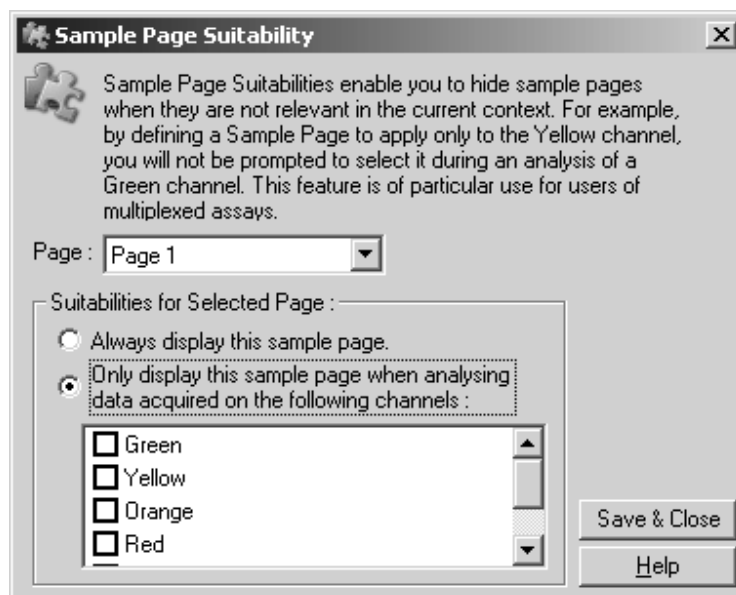 Sample Page Suitability
Sample Page Suitabilities enable you to hide sample pages
when they are not relevant in the current context. For example,
by defining a Sample Page to apply only to the Yellow channel,
you will not be prompted to select it during an analysis of a
Green channel. This feature is of particular use for users of
multiplexed assays.
Page : Page 1
Suitabilities for Selected Page :
Always display this sample page.
Only display this sample page when analysing
data acquired on the following channels :
Green
Yellow
Orange
Red
Save & Close
Help